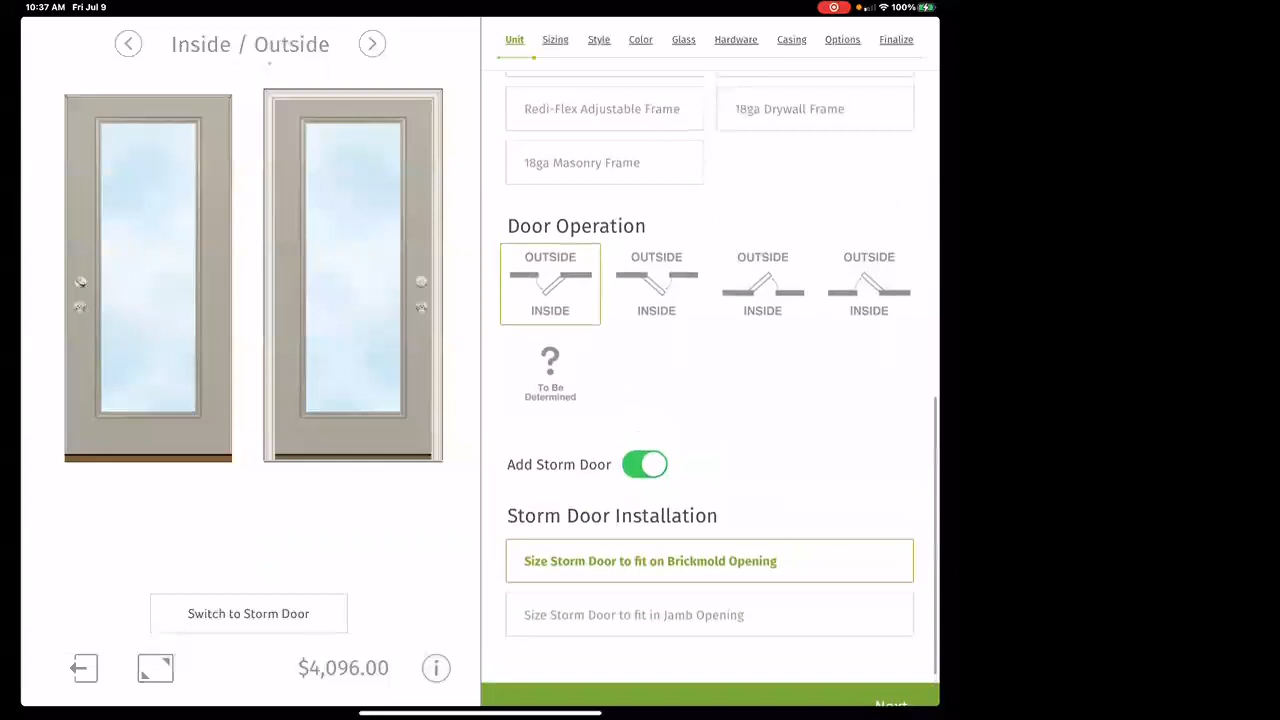 10:37 AM Fri Jul 9
100%
Inside / Outside
Unit Sizing Style Color Glass Hardware Casing Options Finalize
Redi-Flex Adjustable Frame
18ga Drywall Frame
18ga Masonry Frame
Door Operation
OUTSIDE
INSIDE
OUTSIDE
INSIDE
OUTSIDE
INSIDE
OUTSIDE
INSIDE
?
To Be
Determined
Add Storm Door
Storm Door Installation
Size Storm Door to fit on Brickmold Opening
Size Storm Door to fit in Jamb Opening
Switch to Storm Door
$4,096.00
i
Next